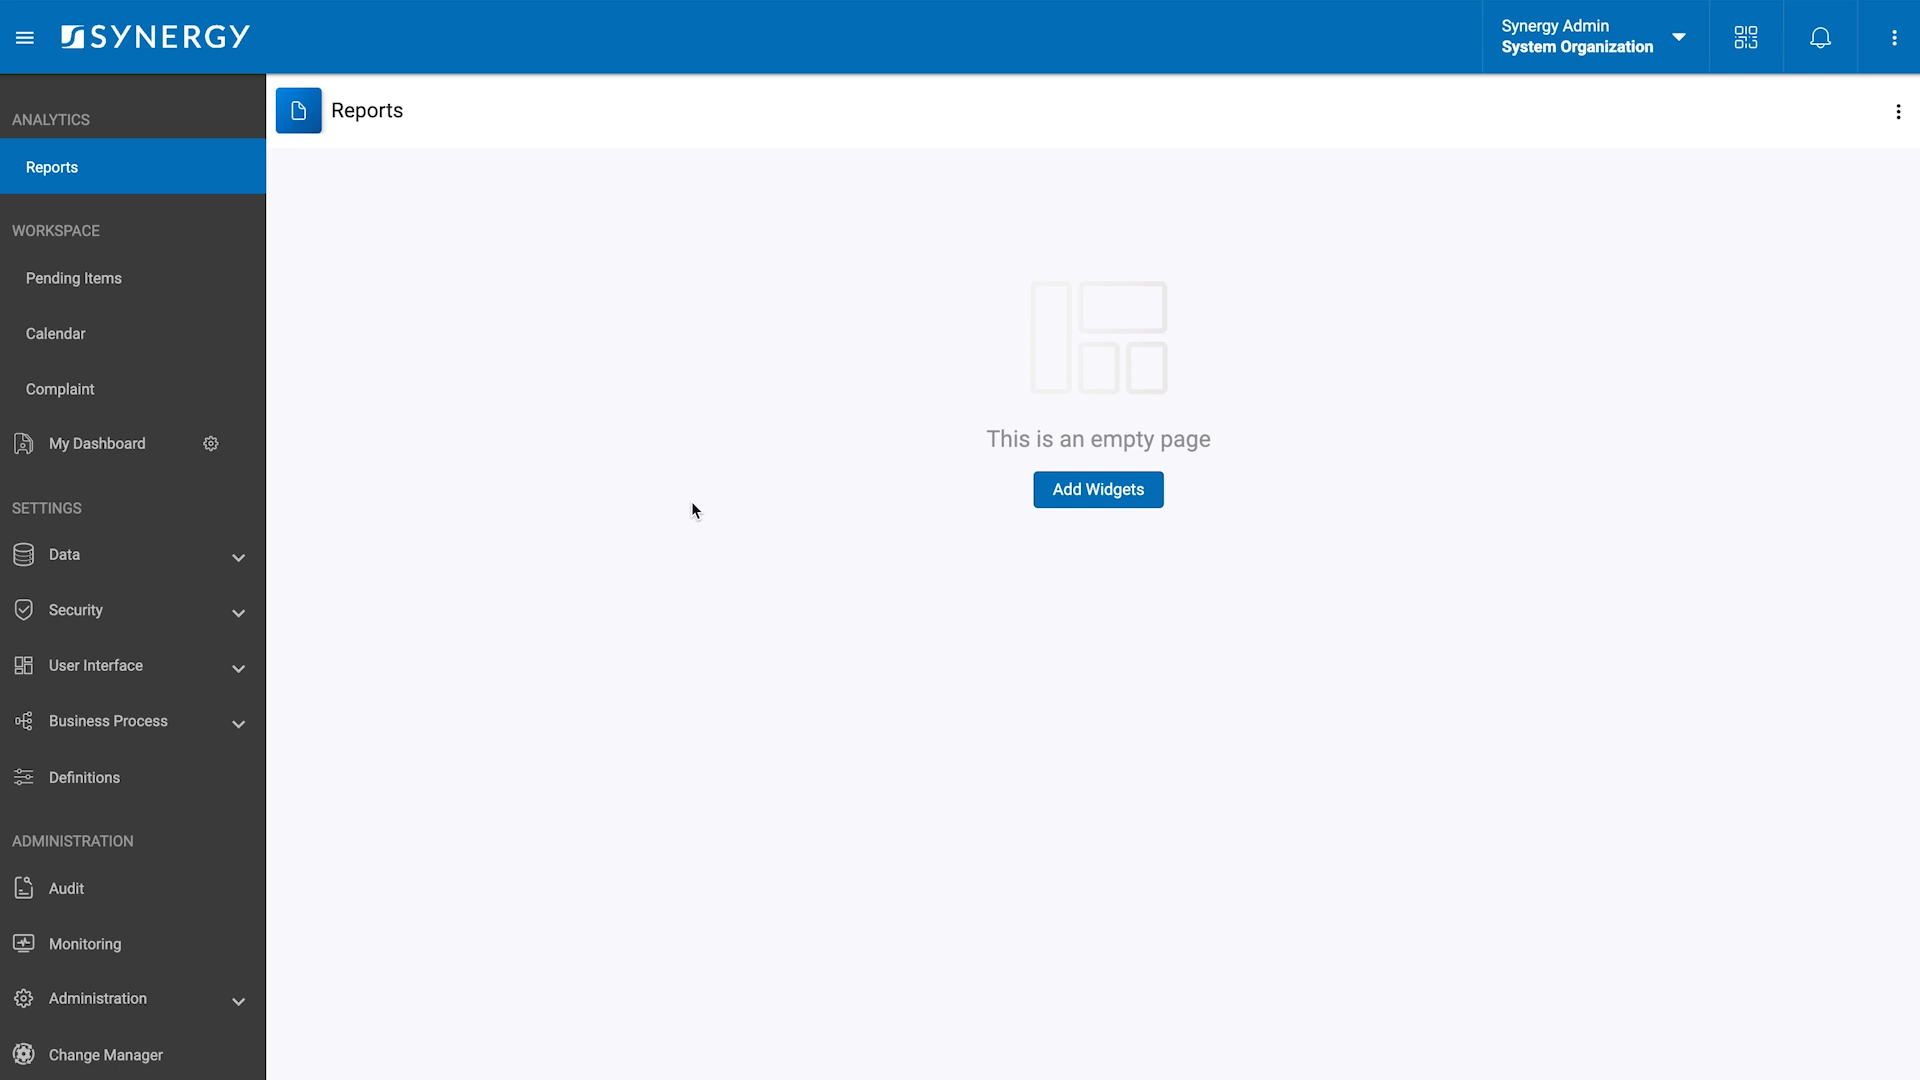 SYNERGY
Synergy Admin
System Organization
ANALYTICS
Reports
WORKSPACE
Pending Items
Calendar
Complaint
My Dashboard
SETTINGS
Data
Security
User Interface
Business Process
Definitions
ADMINISTRATION
Audit
Monitoring
Administration
Change Manager
Reports
This is an empty page
Add Widgets